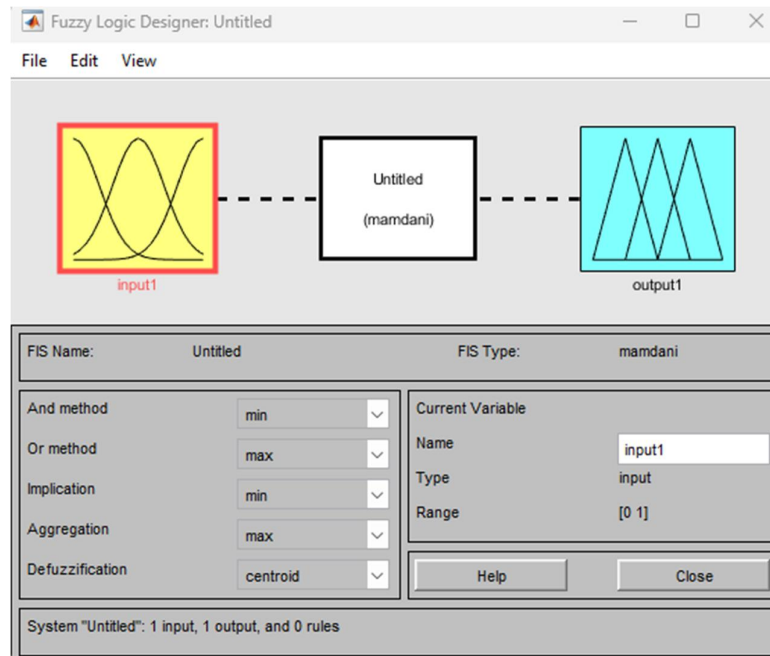 Fuzzy Logic Designer: Untitled
File Edit View
Untitled
(mamdani)
input1
output1
FIS Name: Untitled FIS Type: mamdani
And method min
Or method max
Implication min
Aggregation max
Defuzzification centroid
Current Variable
Name input1
Type input
Range [0 1]
Help Close
System "Untitled": 1 input, 1 output, and 0 rules